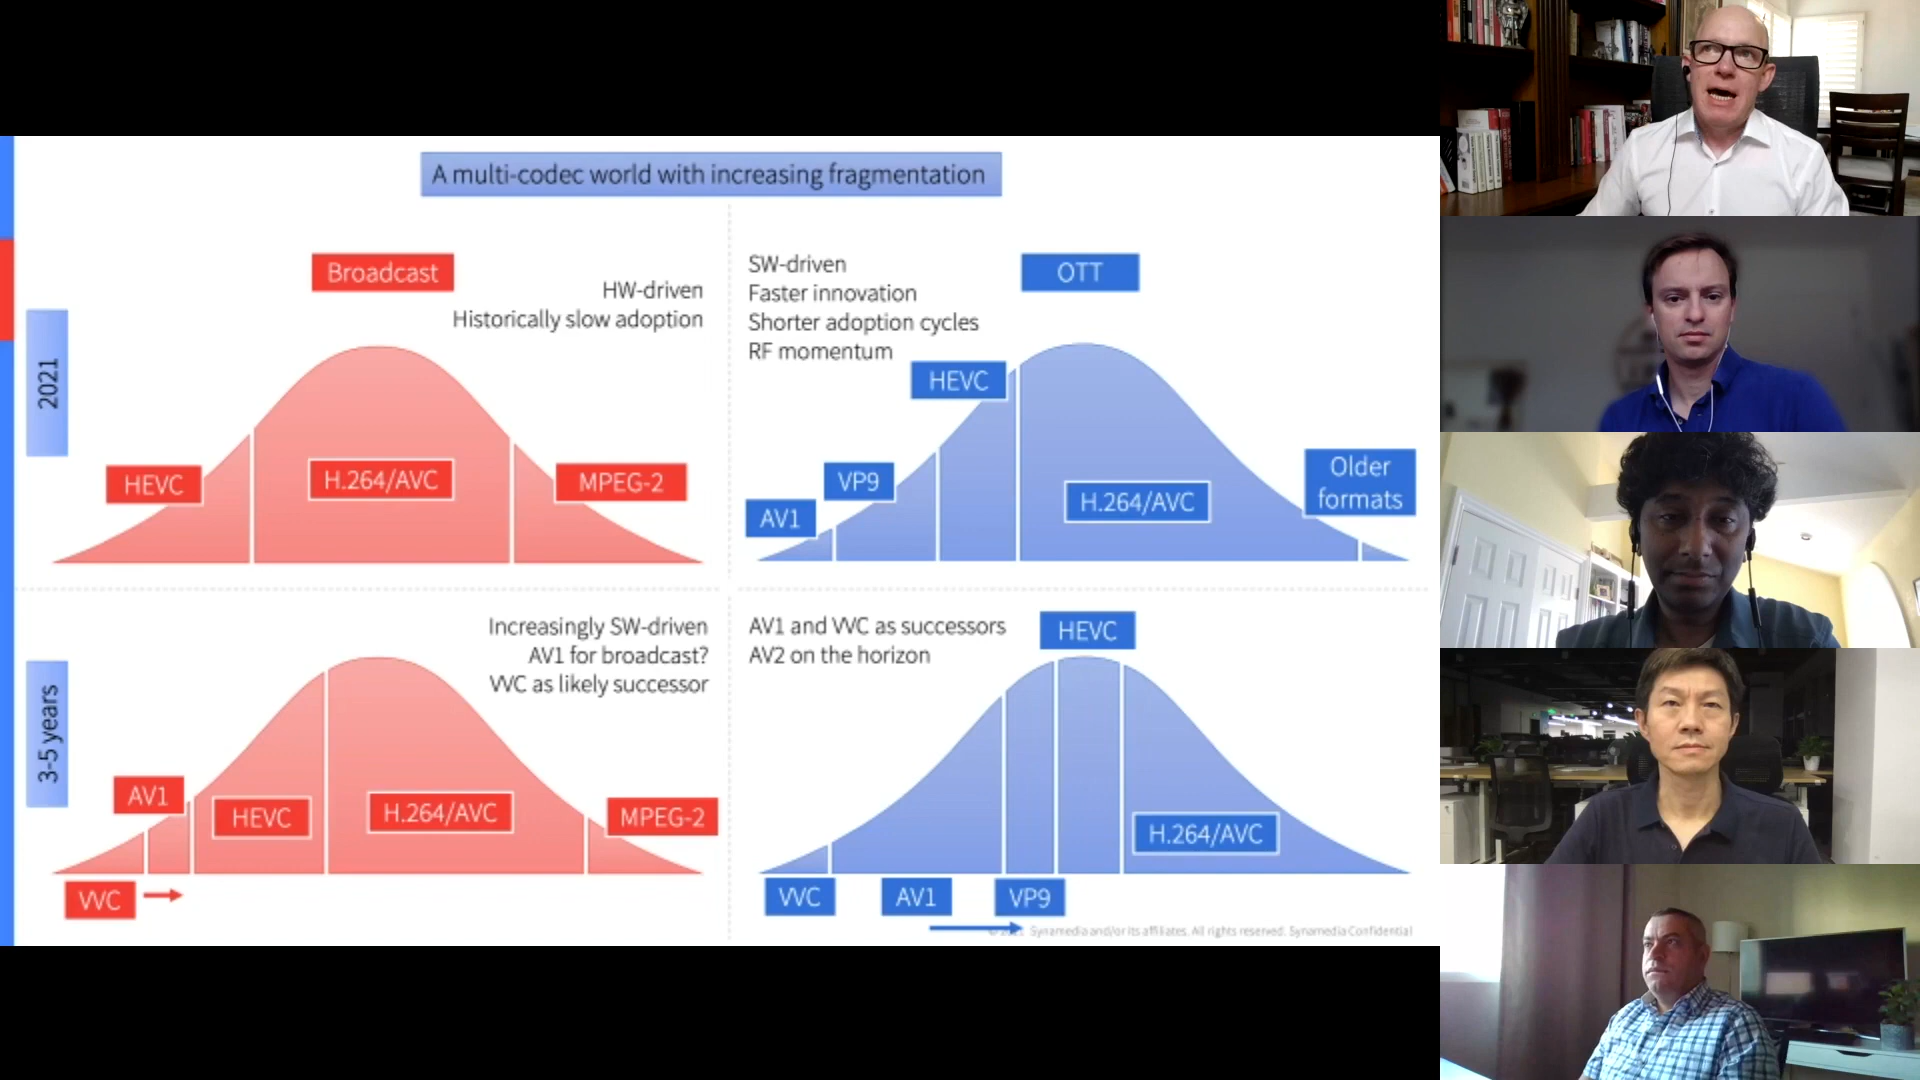 A multi-codec world with increasing fragmentation
2021
Broadcast
HW-driven
Historically slow adoption
HEVC
H.264/AVC
MPEG-2
SW-driven
Faster innovation
Shorter adoption cycles
RF momentum
OTT
HEVC
VP9
AV1
H.264/AVC
Older
formats
3-5 years
Increasingly SW-driven
AV1 for broadcast?
VVC as likely successor
AV1
HEVC
H.264/AVC
MPEG-2
VVC
AV1 and VVC as successors
AV2 on the horizon
HEVC
H.264/AVC
VVC
AV1
VP9
Synamedia and/or its affiliates. All rights reserved. Synamedia Confidential